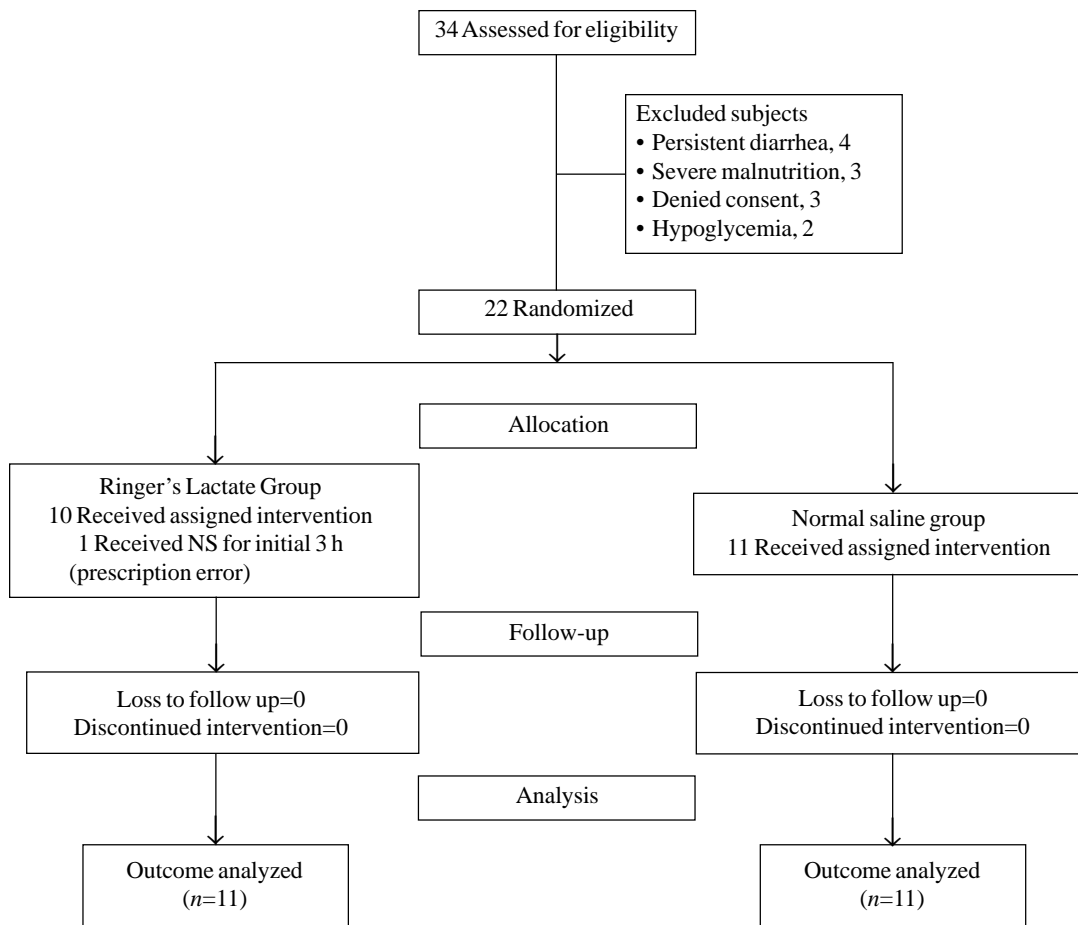 34 Assessed for eligibility
Excluded subjects
• Persistent diarrhea, 4
• Severe malnutrition, 3
• Denied consent, 3
• Hypoglycemia, 2
22 Randomized
Allocation
Ringer’s Lactate Group
10 Received assigned intervention
1 Received NS for initial 3 h
(prescription error)
Normal saline group
11 Received assigned intervention
Follow-up
Loss to follow up=0
Discontinued intervention=0
Loss to follow up=0
Discontinued intervention=0
Analysis
Outcome analyzed
(n=11)
Outcome analyzed
(n=11)